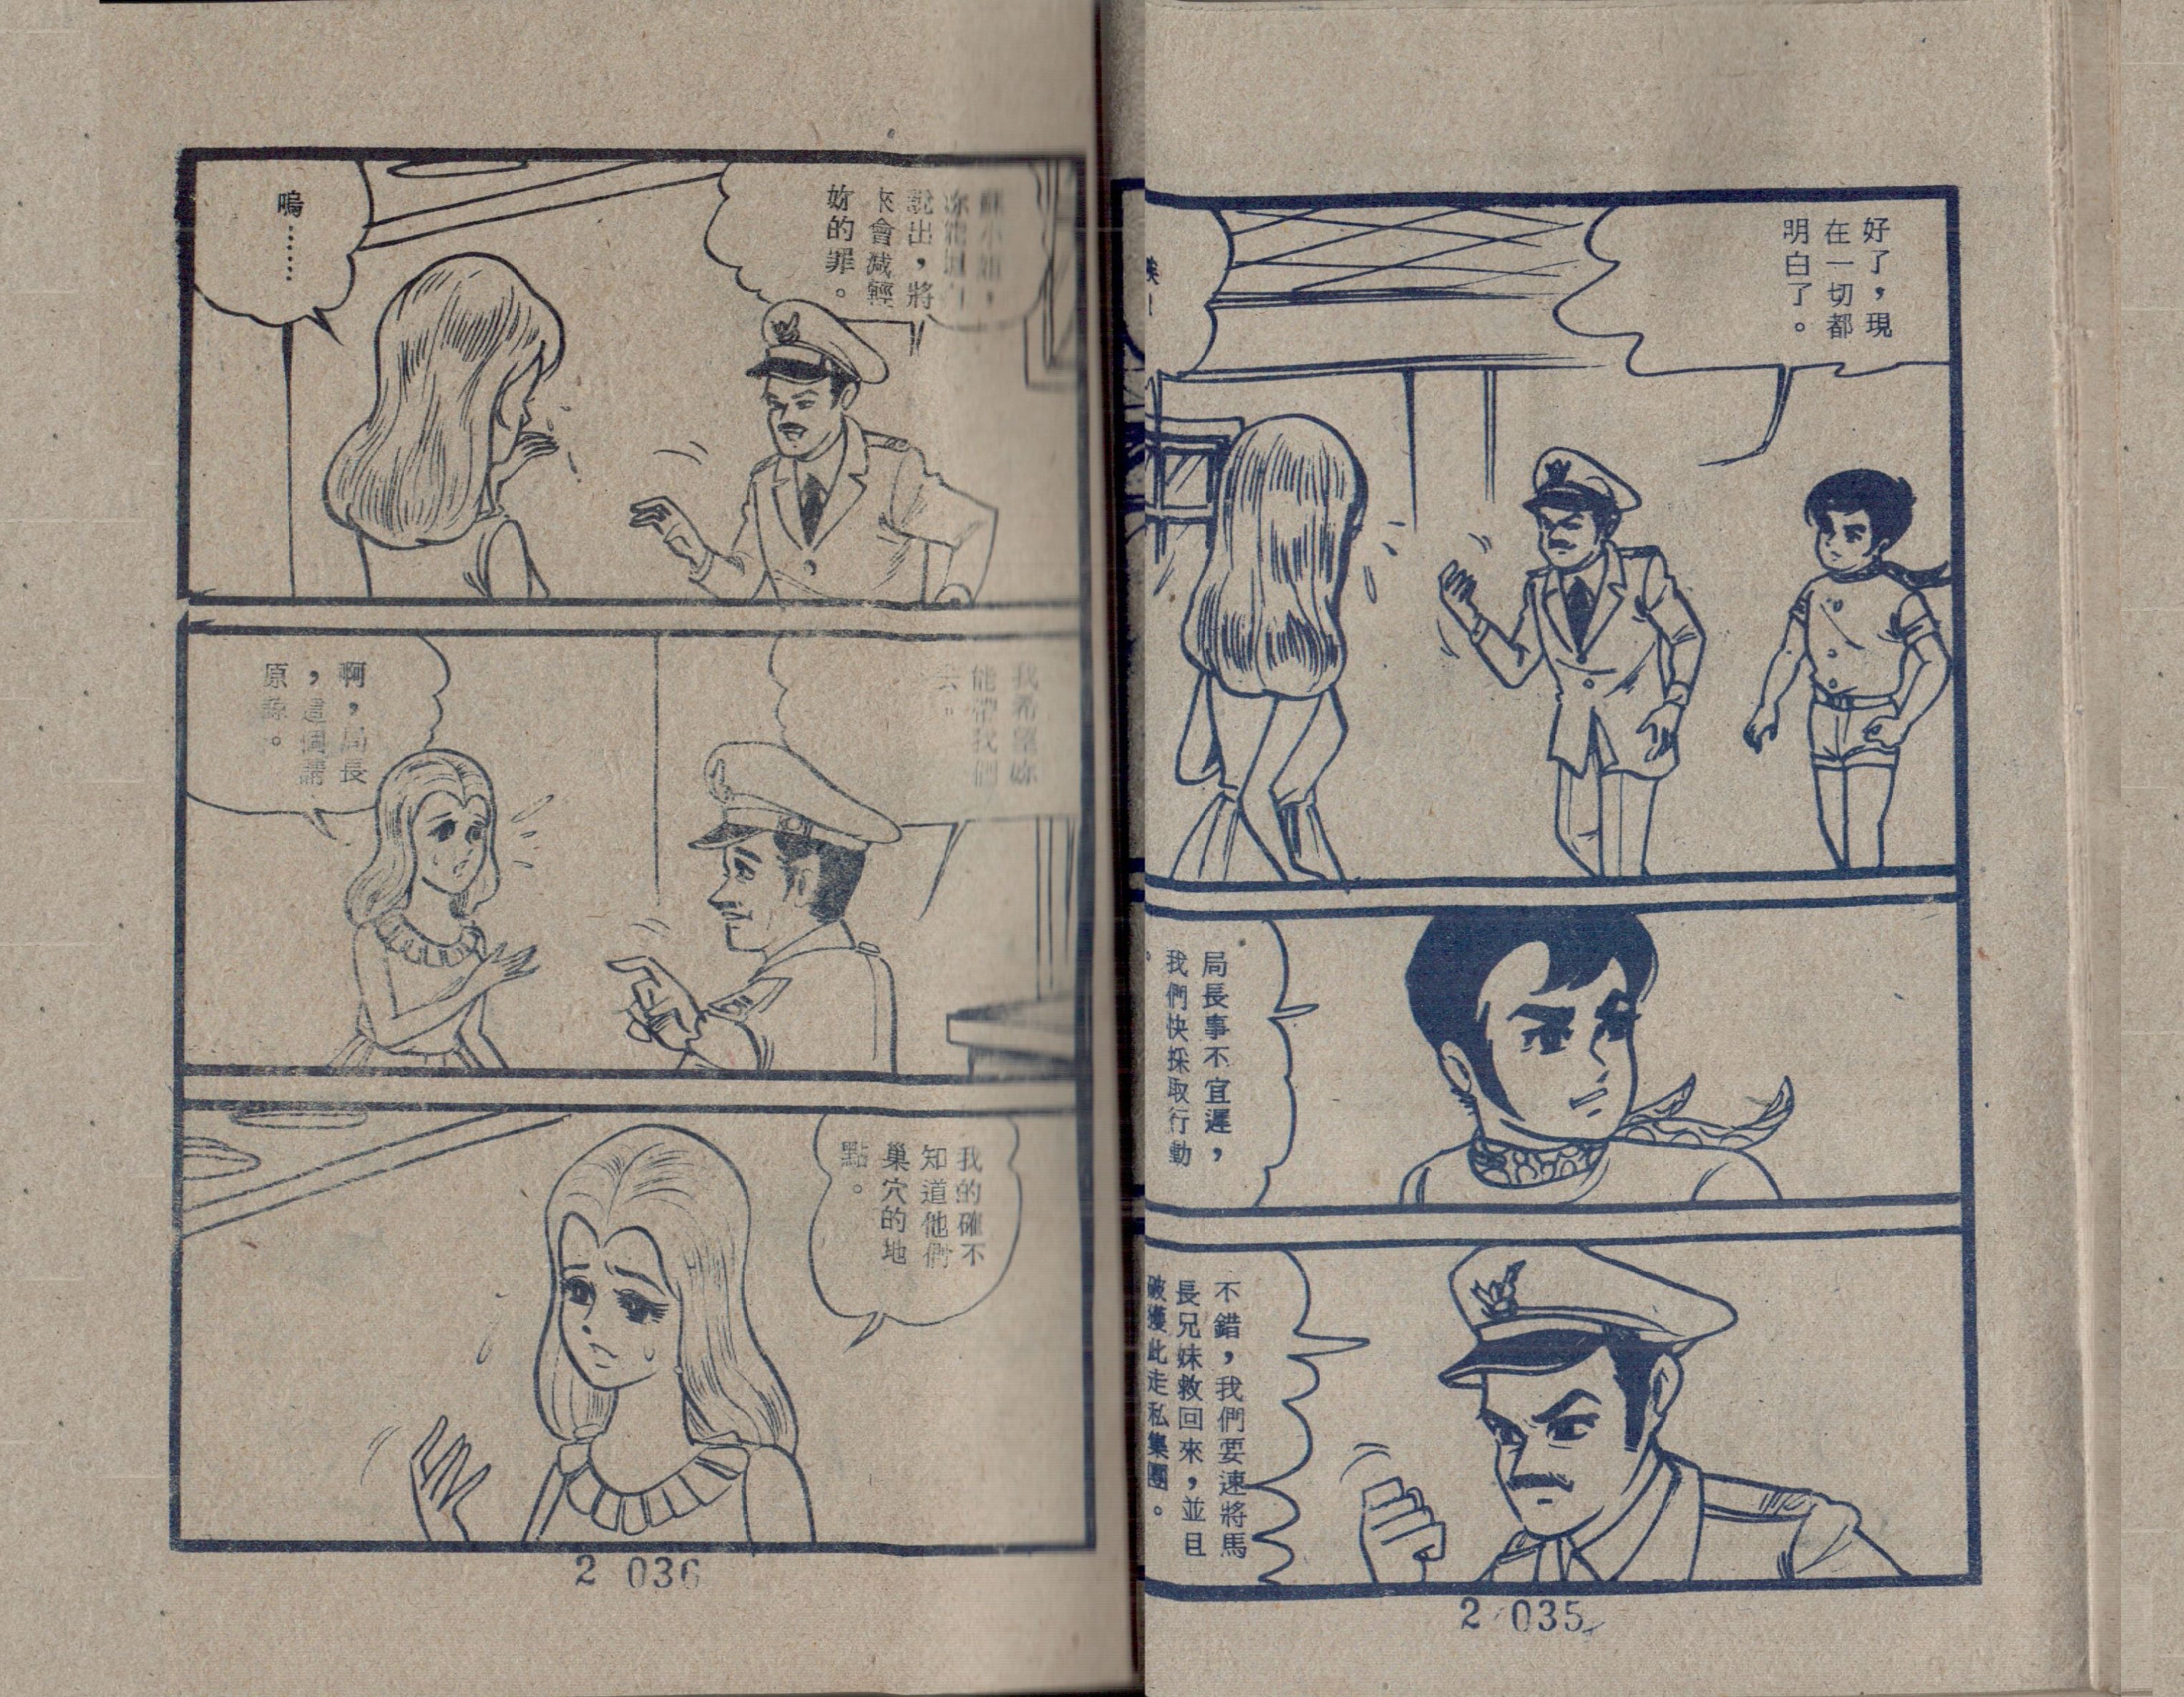 好了，現
在一切都
明白了。
唉！
局長事不宜遲，
我們快採取行動
。
不錯，我們要速將馬
長兄妹救回來，並且
破獲此走私集團。
2 035
說出，將
來會減輕
妳的罪。
嗚……
我希望妳
能帶我們
去。
啊，局長
，這個請
原諒。
我的確不
知道他們
巢穴的地
點。
2 036